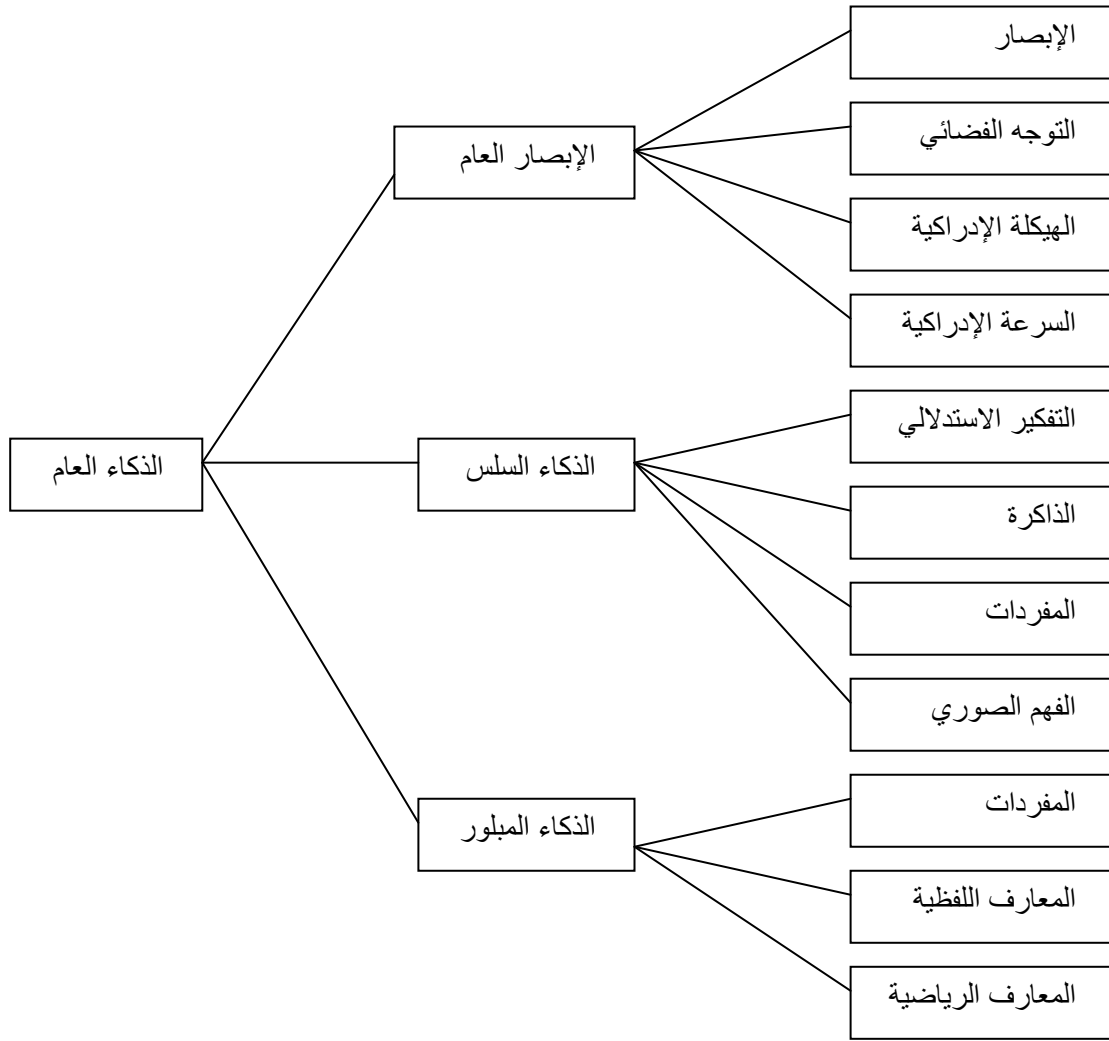 الإبصار
التوجه الفضائي
الإبصار العام
الهيكلة الإدراكية
السرعة الإدراكية
التفكير الاستدلالي
الذكاء السلس
الذكاء العام
الذاكرة
المفردات
الفهم الصوري
المفردات
الذكاء المبلور
المعارف اللفظية
المعارف الرياضية